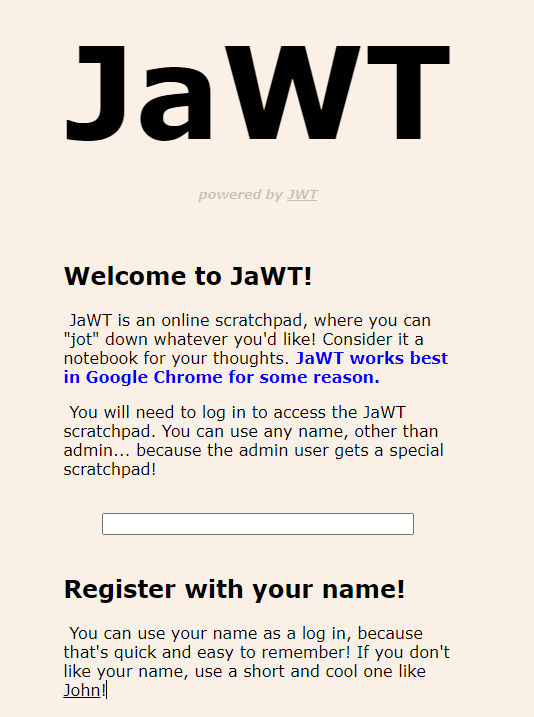 JaWT
powered by JWT
Welcome to JaWT!
JaWT is an online scratchpad, where you can
"jot" down whatever you'd like! Consider it a
notebook for your thoughts. JaWT works best
in Google Chrome for some reason.
You will need to log in to access the JaWT
scratchpad. You can use any name, other than
admin... because the admin user gets a special
scratchpad!
Register with your name!
You can use your name as a log in, because
that's quick and easy to remember! If you don't
like your name, use a short and cool one like
John!